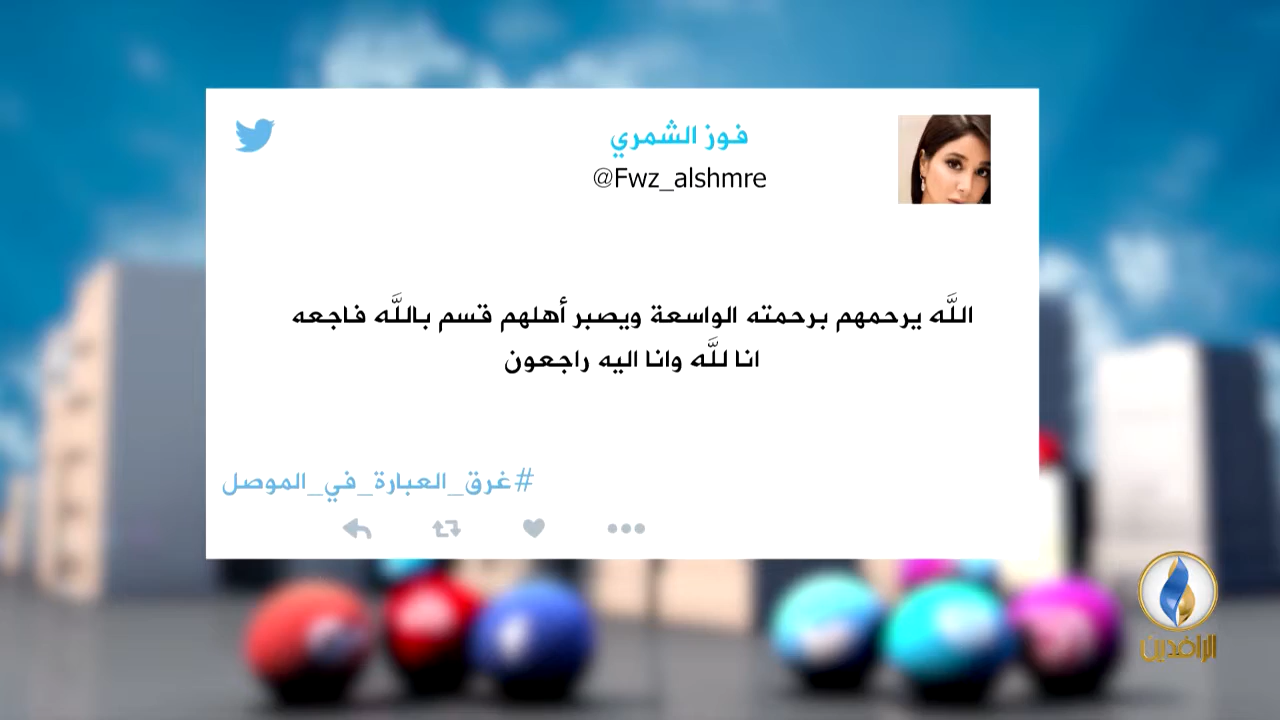 فوز الشمري
@Fwz_alshmre
اللَّه يرحمهم برحمته الواسعة ويصبر أهلهم قسم باللَّه فاجعه
انا للَّه وانا اليه راجعون
#غرق_العبارة_في_الموصل
الرافدين